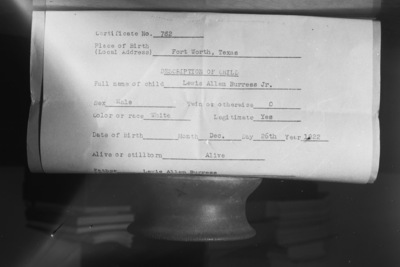 Certificate No. 782
Place of Birth
(Local Address) Fort Worth, Texas
DESCRIPTION OF CHILD
Full name of child Lewis Allen Burress Jr.
Sex Male Twin or otherwise O
Color or race White Legitimate Yes
Date of Birth Month Dec. Day 26th Year 1922
Alive or stillborn Alive
Father Lewis Allen Burress